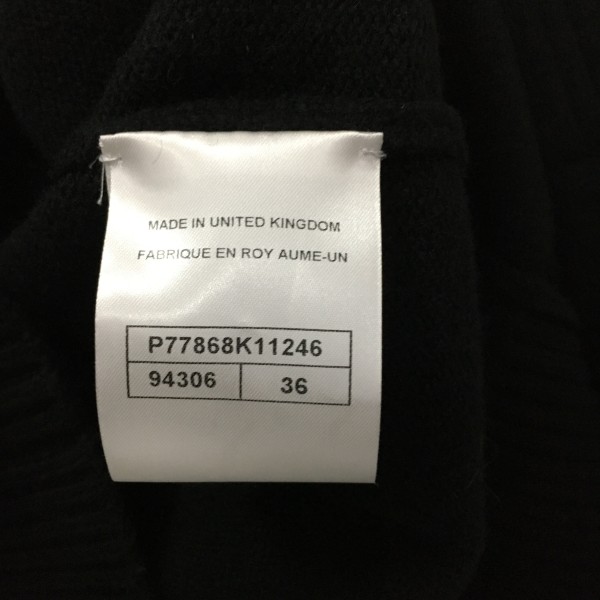 MADE IN UNITED KINGDOM
FABRIQUE EN ROY AUME-UN
P77868K11246
94306 36